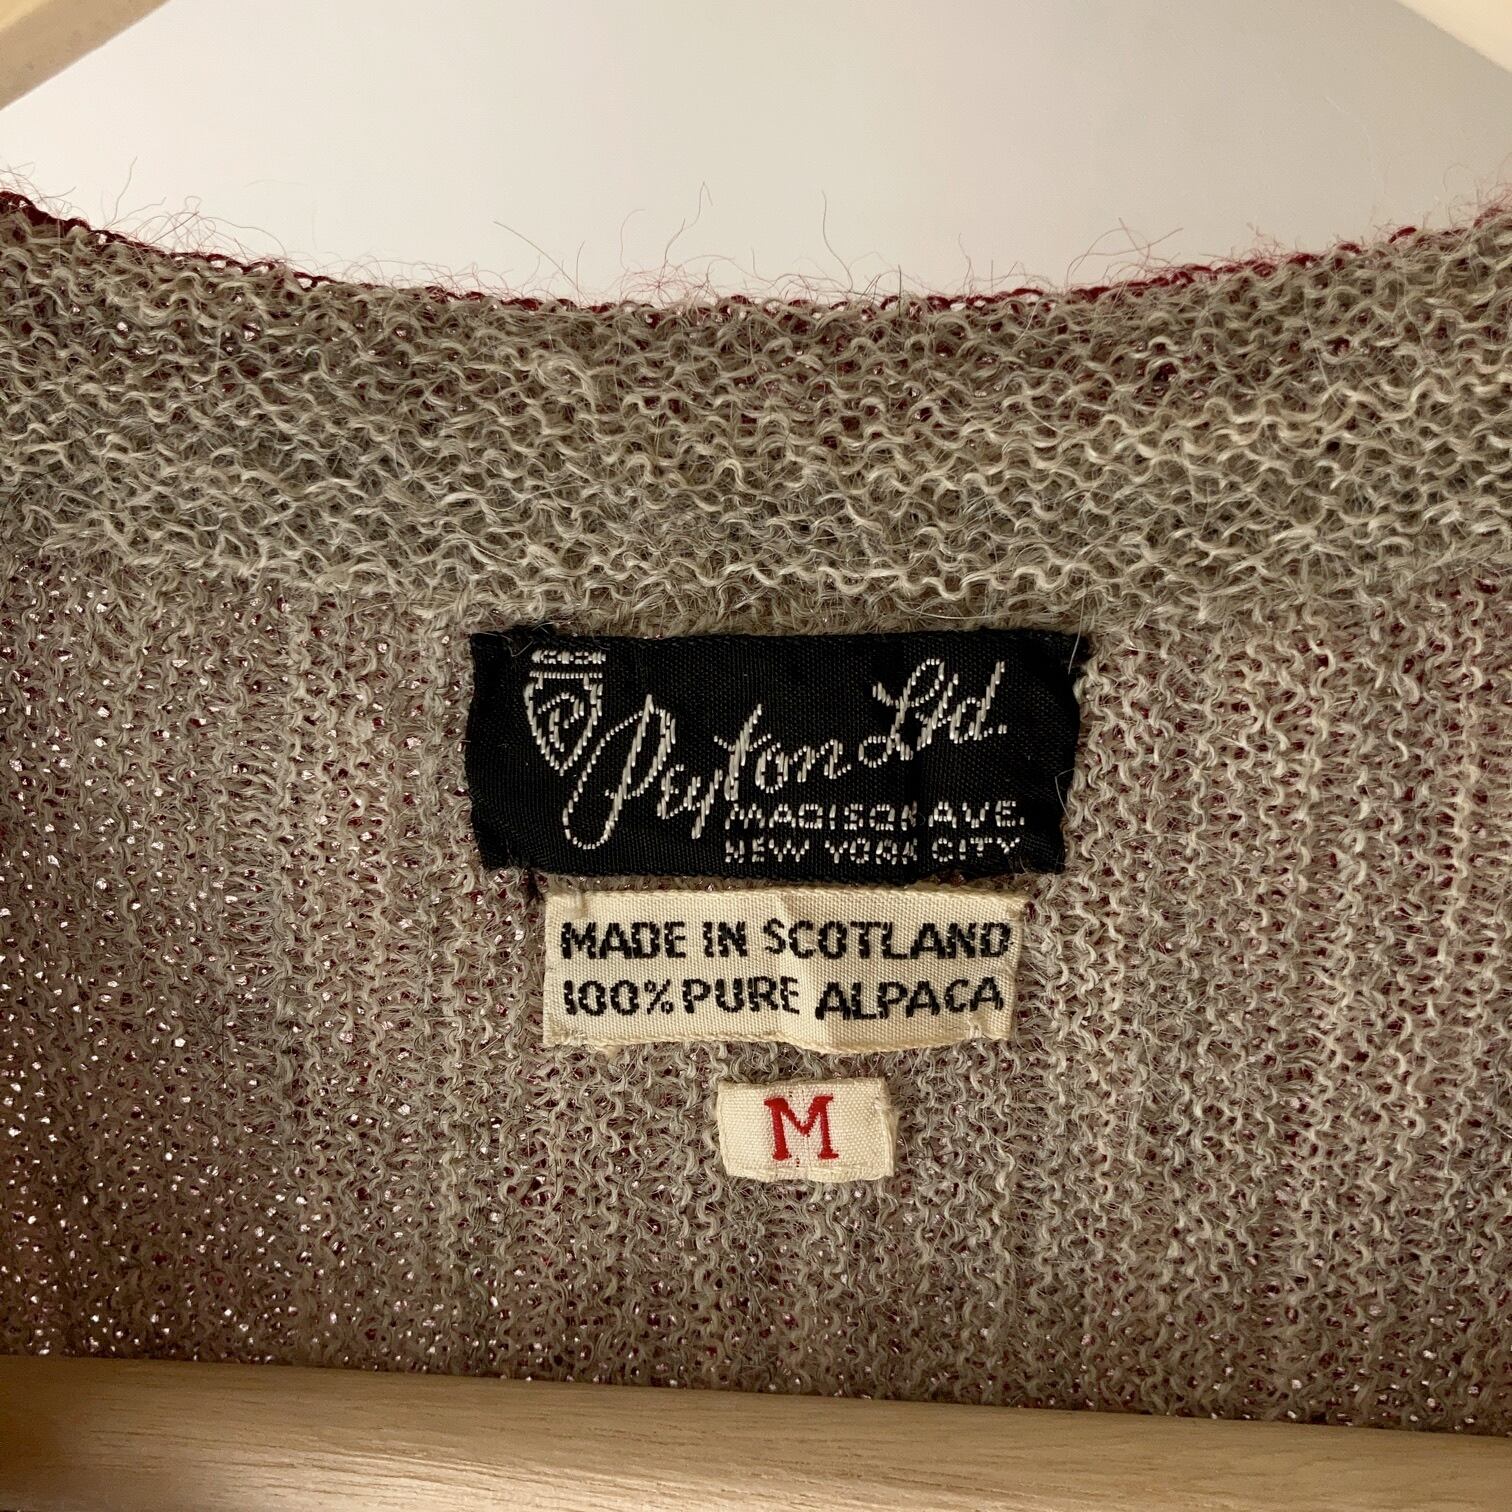 P
Peyton Ltd.
MADISON AVE.
NEW YORK CITY
MADE IN SCOTLAND
100% PURE ALPACA
M